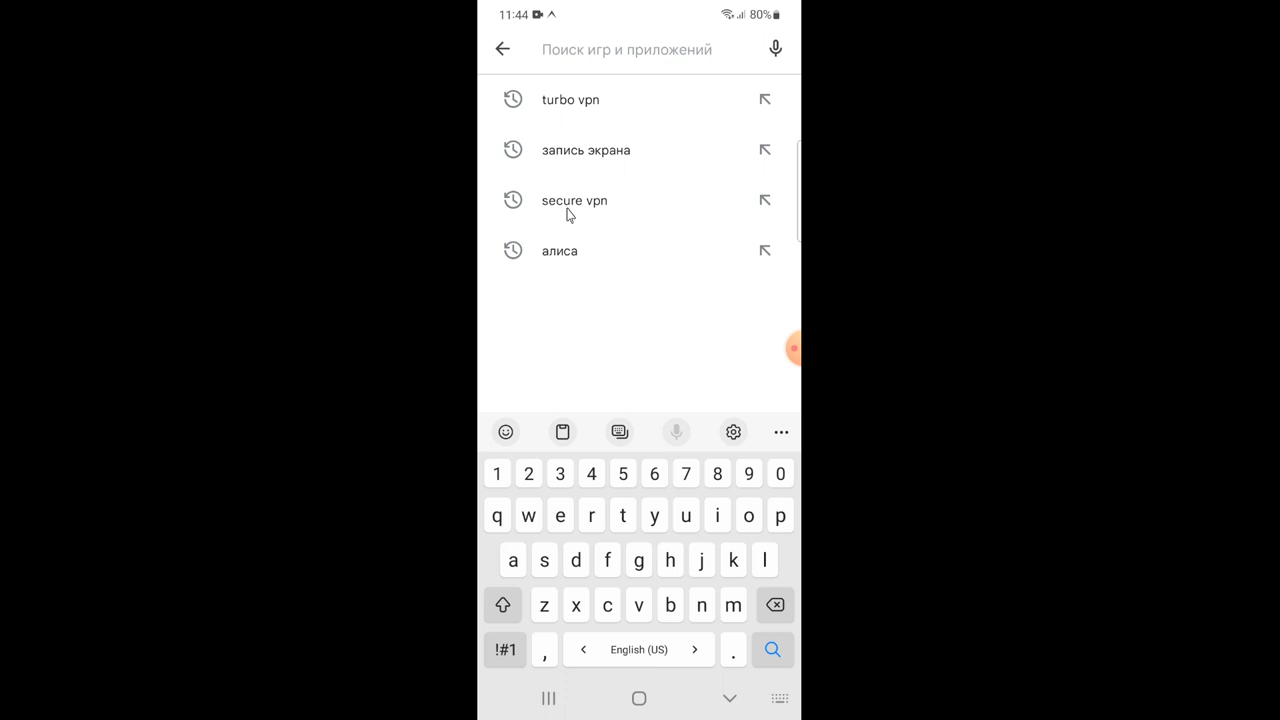 11:44 80%
Поиск игр и приложений
turbo vpn
запись экрана
secure vpn
алиса
1 2 3 4 5 6 7 8 9 0
q w e r t y u i o p
a s d f g h j k l
z x c v b n m
!#1 , < English (US) > .